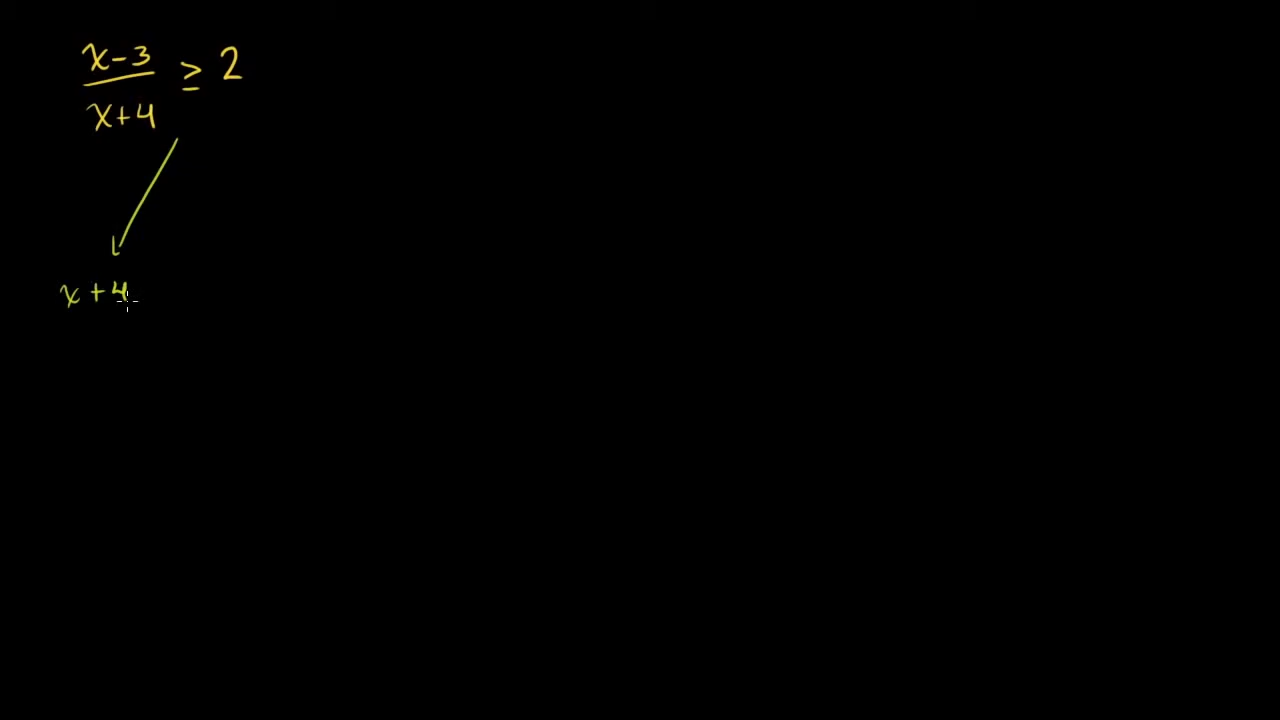 x-3
x+4 ≥ 2
x + 4